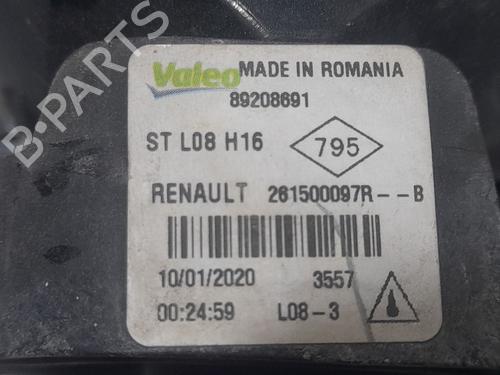 B-PARTS
Valeo MADE IN ROMANIA
89208691
ST L08 H16 795
RENAULT 261500097R--B
10/01/2020 3557
00:24:59 L08-3